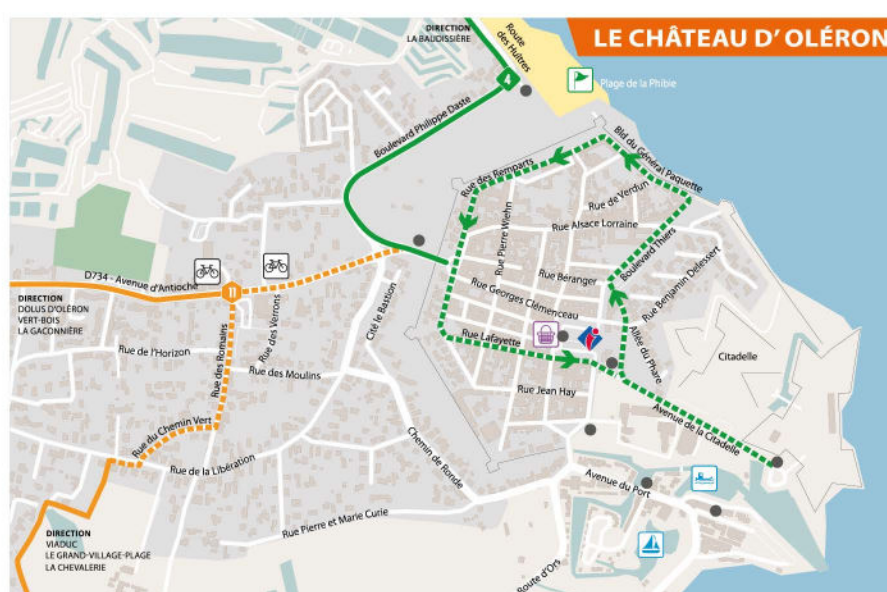 DIRECTION
LA BAUDISSIÈRE
Route
des Huîtres
LE CHÂTEAU D' OLÉRON
4
Plage de la Phibie
Boulevard Philippe Daste
Bld du Général Paquette
Rue des Remparts
Rue de Verdun
Rue Pierre Wiehn
Rue Alsace Lorraine
Boulevard Thiers
Rue Benjamin Delessert
Rue Béranger
D734 - Avenue d'Antioche
11
Rue Georges Clémenceau
DIRECTION
DOLUS D'OLÉRON
VERT-BOIS
LA GACONNIÈRE
Rue des Verrons
Cité le Bastion
Rue Lafayette
Allée du Phare
Citadelle
Rue de l'Horizon
Rue des Romains
Rue des Moulins
Rue Jean Hay
Avenue de la Citadelle
Rue du Chemin Vert
Chemin de Ronde
Rue de la Libération
Avenue du Port
Rue Pierre et Marie Curie
DIRECTION
VIADUC
LE GRAND-VILLAGE-PLAGE
LA CHEVALERIE
Route d'Ors